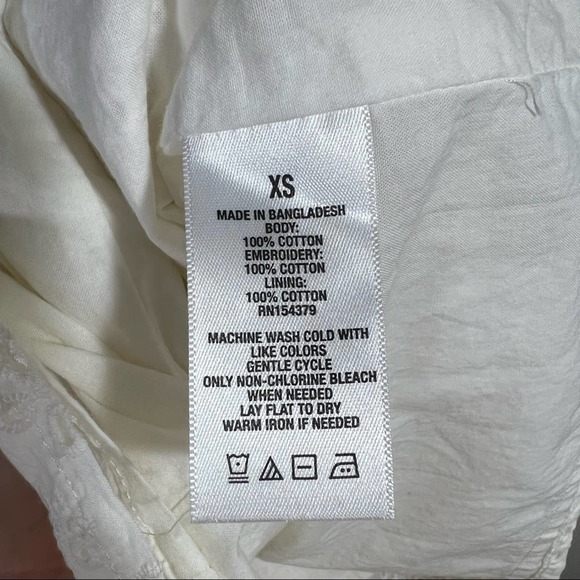 XS
MADE IN BANGLADESH
BODY:
100% COTTON
EMBROIDERY:
100% COTTON
LINING:
100% COTTON
RN154379
MACHINE WASH COLD WITH
LIKE COLORS
GENTLE CYCLE
ONLY NON-CHLORINE BLEACH
WHEN NEEDED
LAY FLAT TO DRY
WARM IRON IF NEEDED